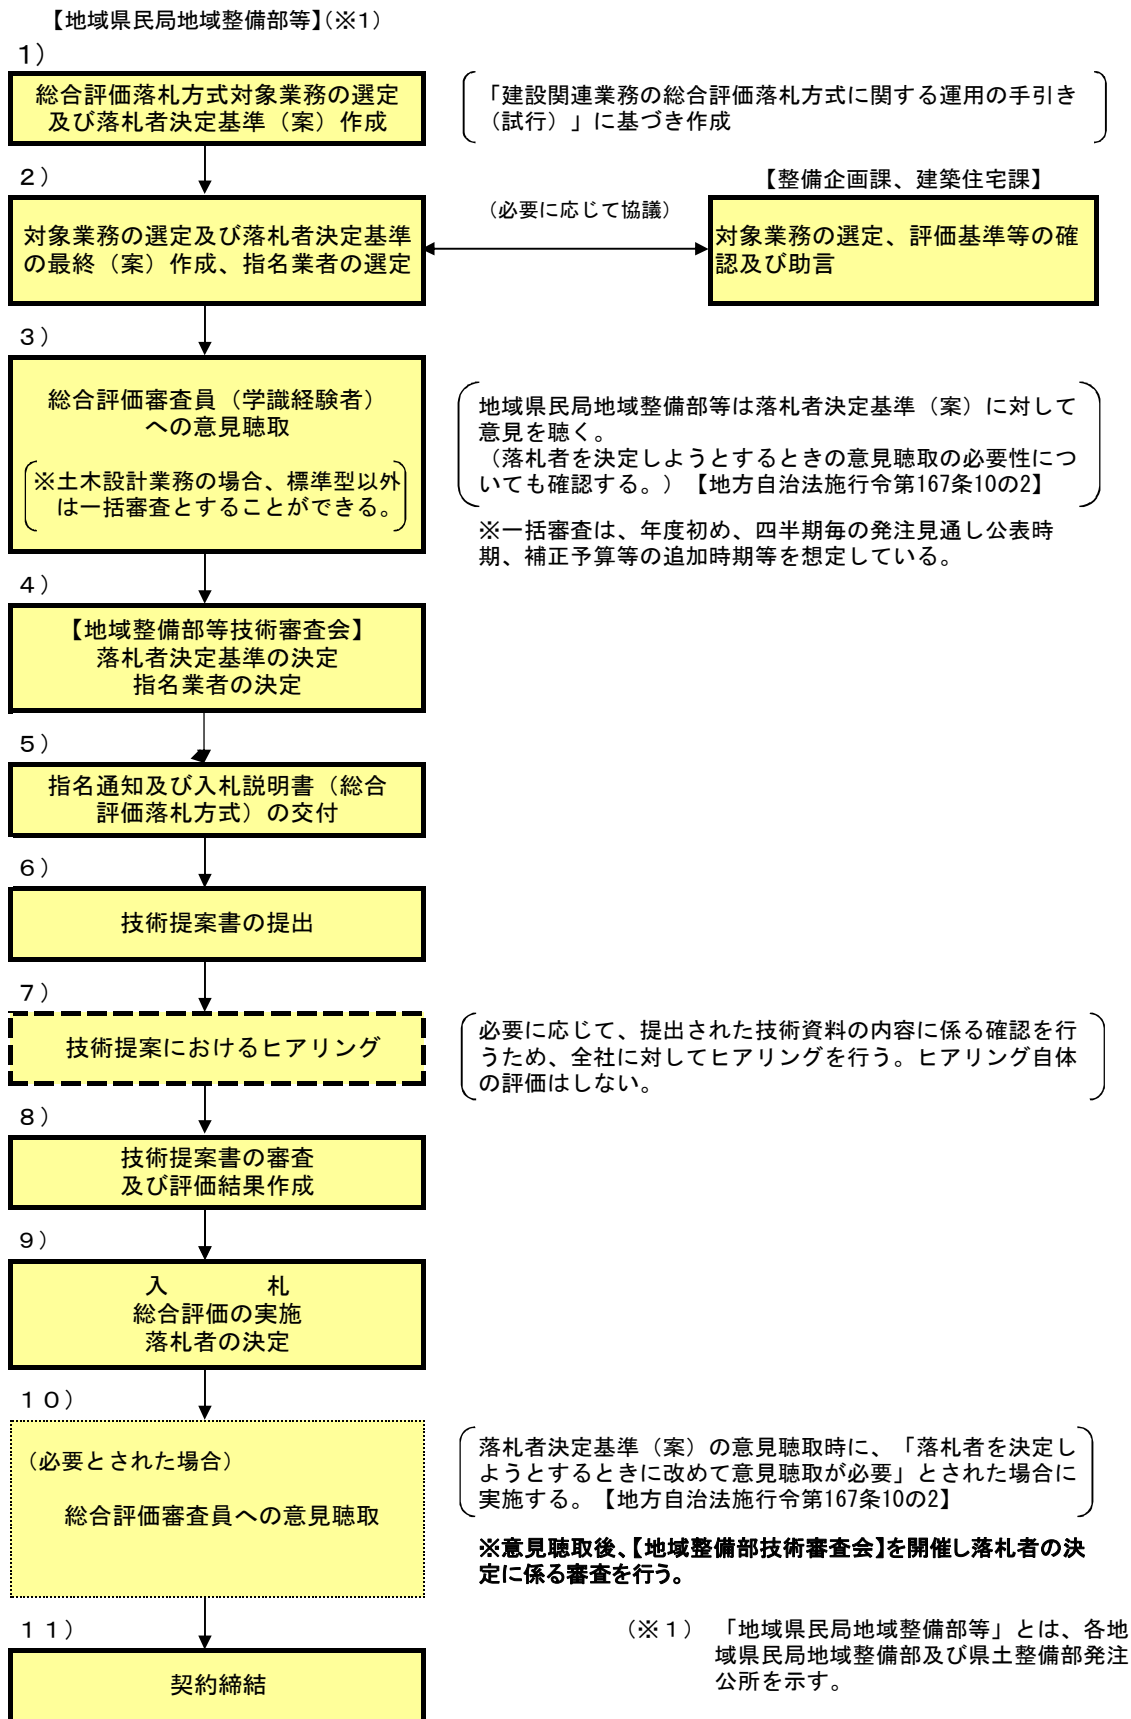 【地域県民局地域整備部等】(※1)
1)
総合評価落札方式対象業務の選定
及び落札者決定基準（案）作成
「建設関連業務の総合評価落札方式に関する運用の手引き
（試行）」に基づき作成
2)
【整備企画課、建築住宅課】
対象業務の選定及び落札者決定基準
の最終（案）作成、指名業者の選定
（必要に応じて協議）
対象業務の選定、評価基準等の確
認及び助言
3)
総合評価審査員（学識経験者）
への意見聴取
※土木設計業務の場合、標準型以外
は一括審査とすることができる。
地域県民局地域整備部等は落札者決定基準（案）に対して
意見を聴く。
（落札者を決定しようとするときの意見聴取の必要性につ
いても確認する。）【地方自治法施行令第167条10の2】
※一括審査は、年度初め、四半期毎の発注見通し公表時
期、補正予算等の追加時期等を想定している。
4)
【地域整備部等技術審査会】
落札者決定基準の決定
指名業者の決定
5)
指名通知及び入札説明書（総合
評価落札方式）の交付
6)
技術提案書の提出
7)
技術提案におけるヒアリング
必要に応じて、提出された技術資料の内容に係る確認を行
うため、全社に対してヒアリングを行う。ヒアリング自体
の評価はしない。
8)
技術提案書の審査
及び評価結果作成
9)
入　　　　札
総合評価の実施
落札者の決定
10)
（必要とされた場合）
総合評価審査員への意見聴取
落札者決定基準（案）の意見聴取時に、「落札者を決定し
ようとするときに改めて意見聴取が必要」とされた場合に
実施する。【地方自治法施行令第167条10の2】
※意見聴取後、【地域整備部技術審査会】を開催し落札者の決
定に係る審査を行う。
11)
（※１）　「地域県民局地域整備部等」とは、各地
域県民局地域整備部及び県土整備部発注
公所を示す。
契約締結